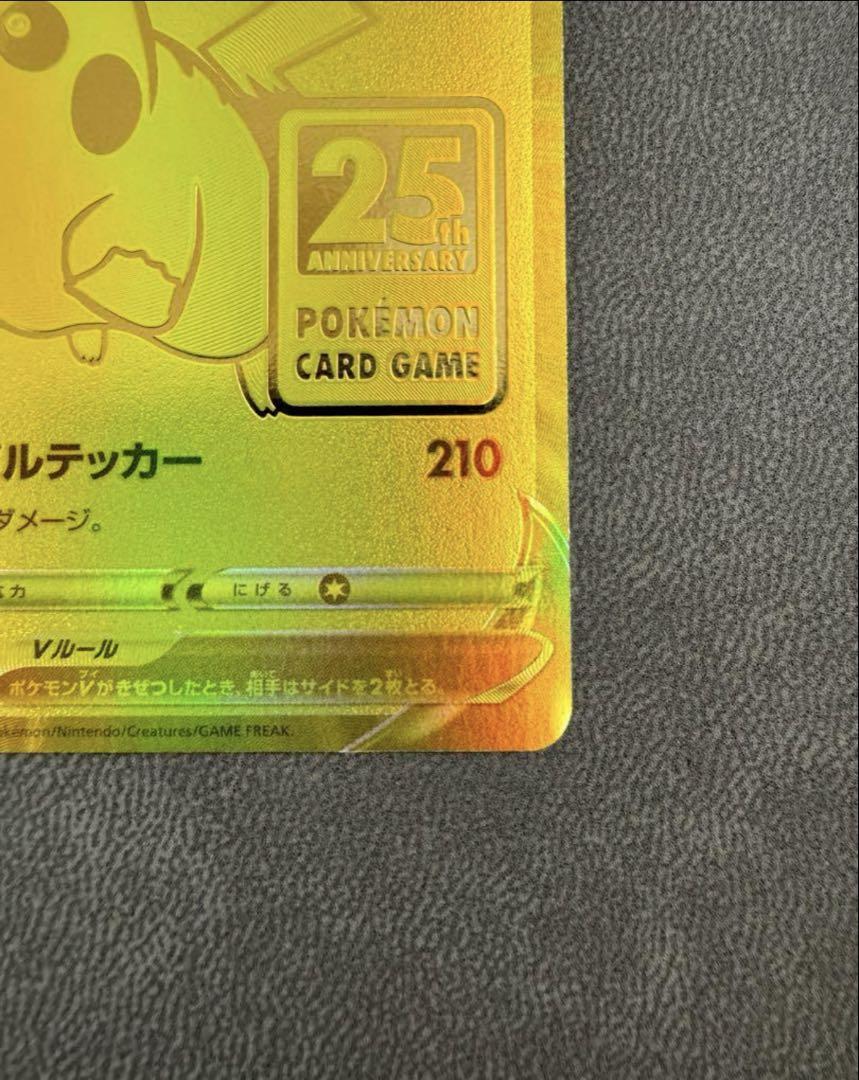 25th
ANNIVERSARY
POKÉMON
CARD GAME
ルテッカー 210
ダメージ。
にげる
Vルール
ポケモンVがきぜつしたとき、相手はサイドを2枚とる。
Pokémon/Nintendo/Creatures/GAME FREAK.